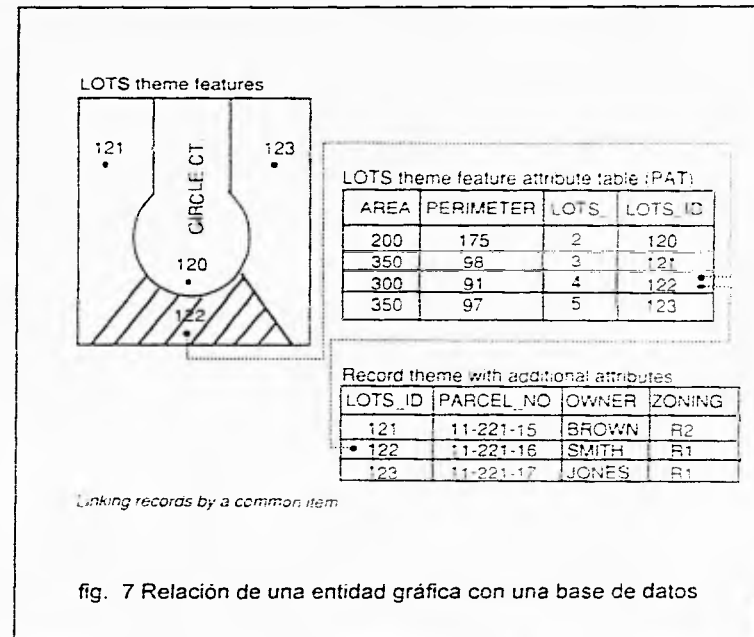 LOTS theme features
121
123
CIRCLE CT.
120
122
LOTS theme feature attribute table (PAT)
AREA PERIMETER LOTS_ LOTS_ID
200 175 2 120
350 98 3 121
300 91 4 122
350 97 5 123
Record theme with additional attributes
LOTS_ID PARCEL_NO OWNER ZONING
121 11-221-15 BROWN R2
122 11-221-16 SMITH R1
123 11-221-17 JONES R1
Linking records by a common item
fig. 7 Relación de una entidad gráfica con una base de datos